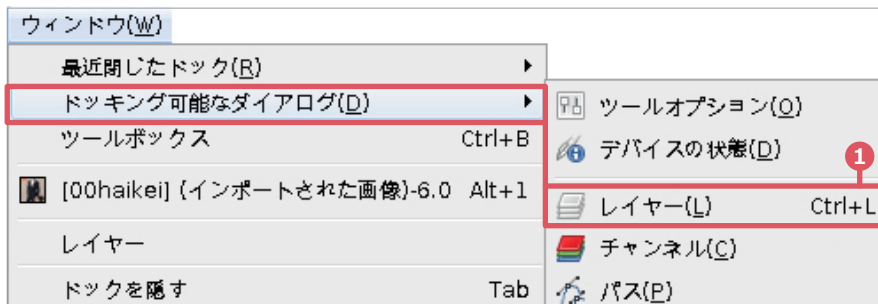 ウィンドウ(W)
最近閉じたドック(R)
ドッキング可能なダイアログ(D)
ツールボックス Ctrl+B
[00haikei] (インポートされた画像)-6.0 Alt+1
レイヤー
ドックを隠す Tab
ツールオプション(O)
デバイスの状態(D)
1
レイヤー(L) Ctrl+L
チャンネル(C)
パス(P)